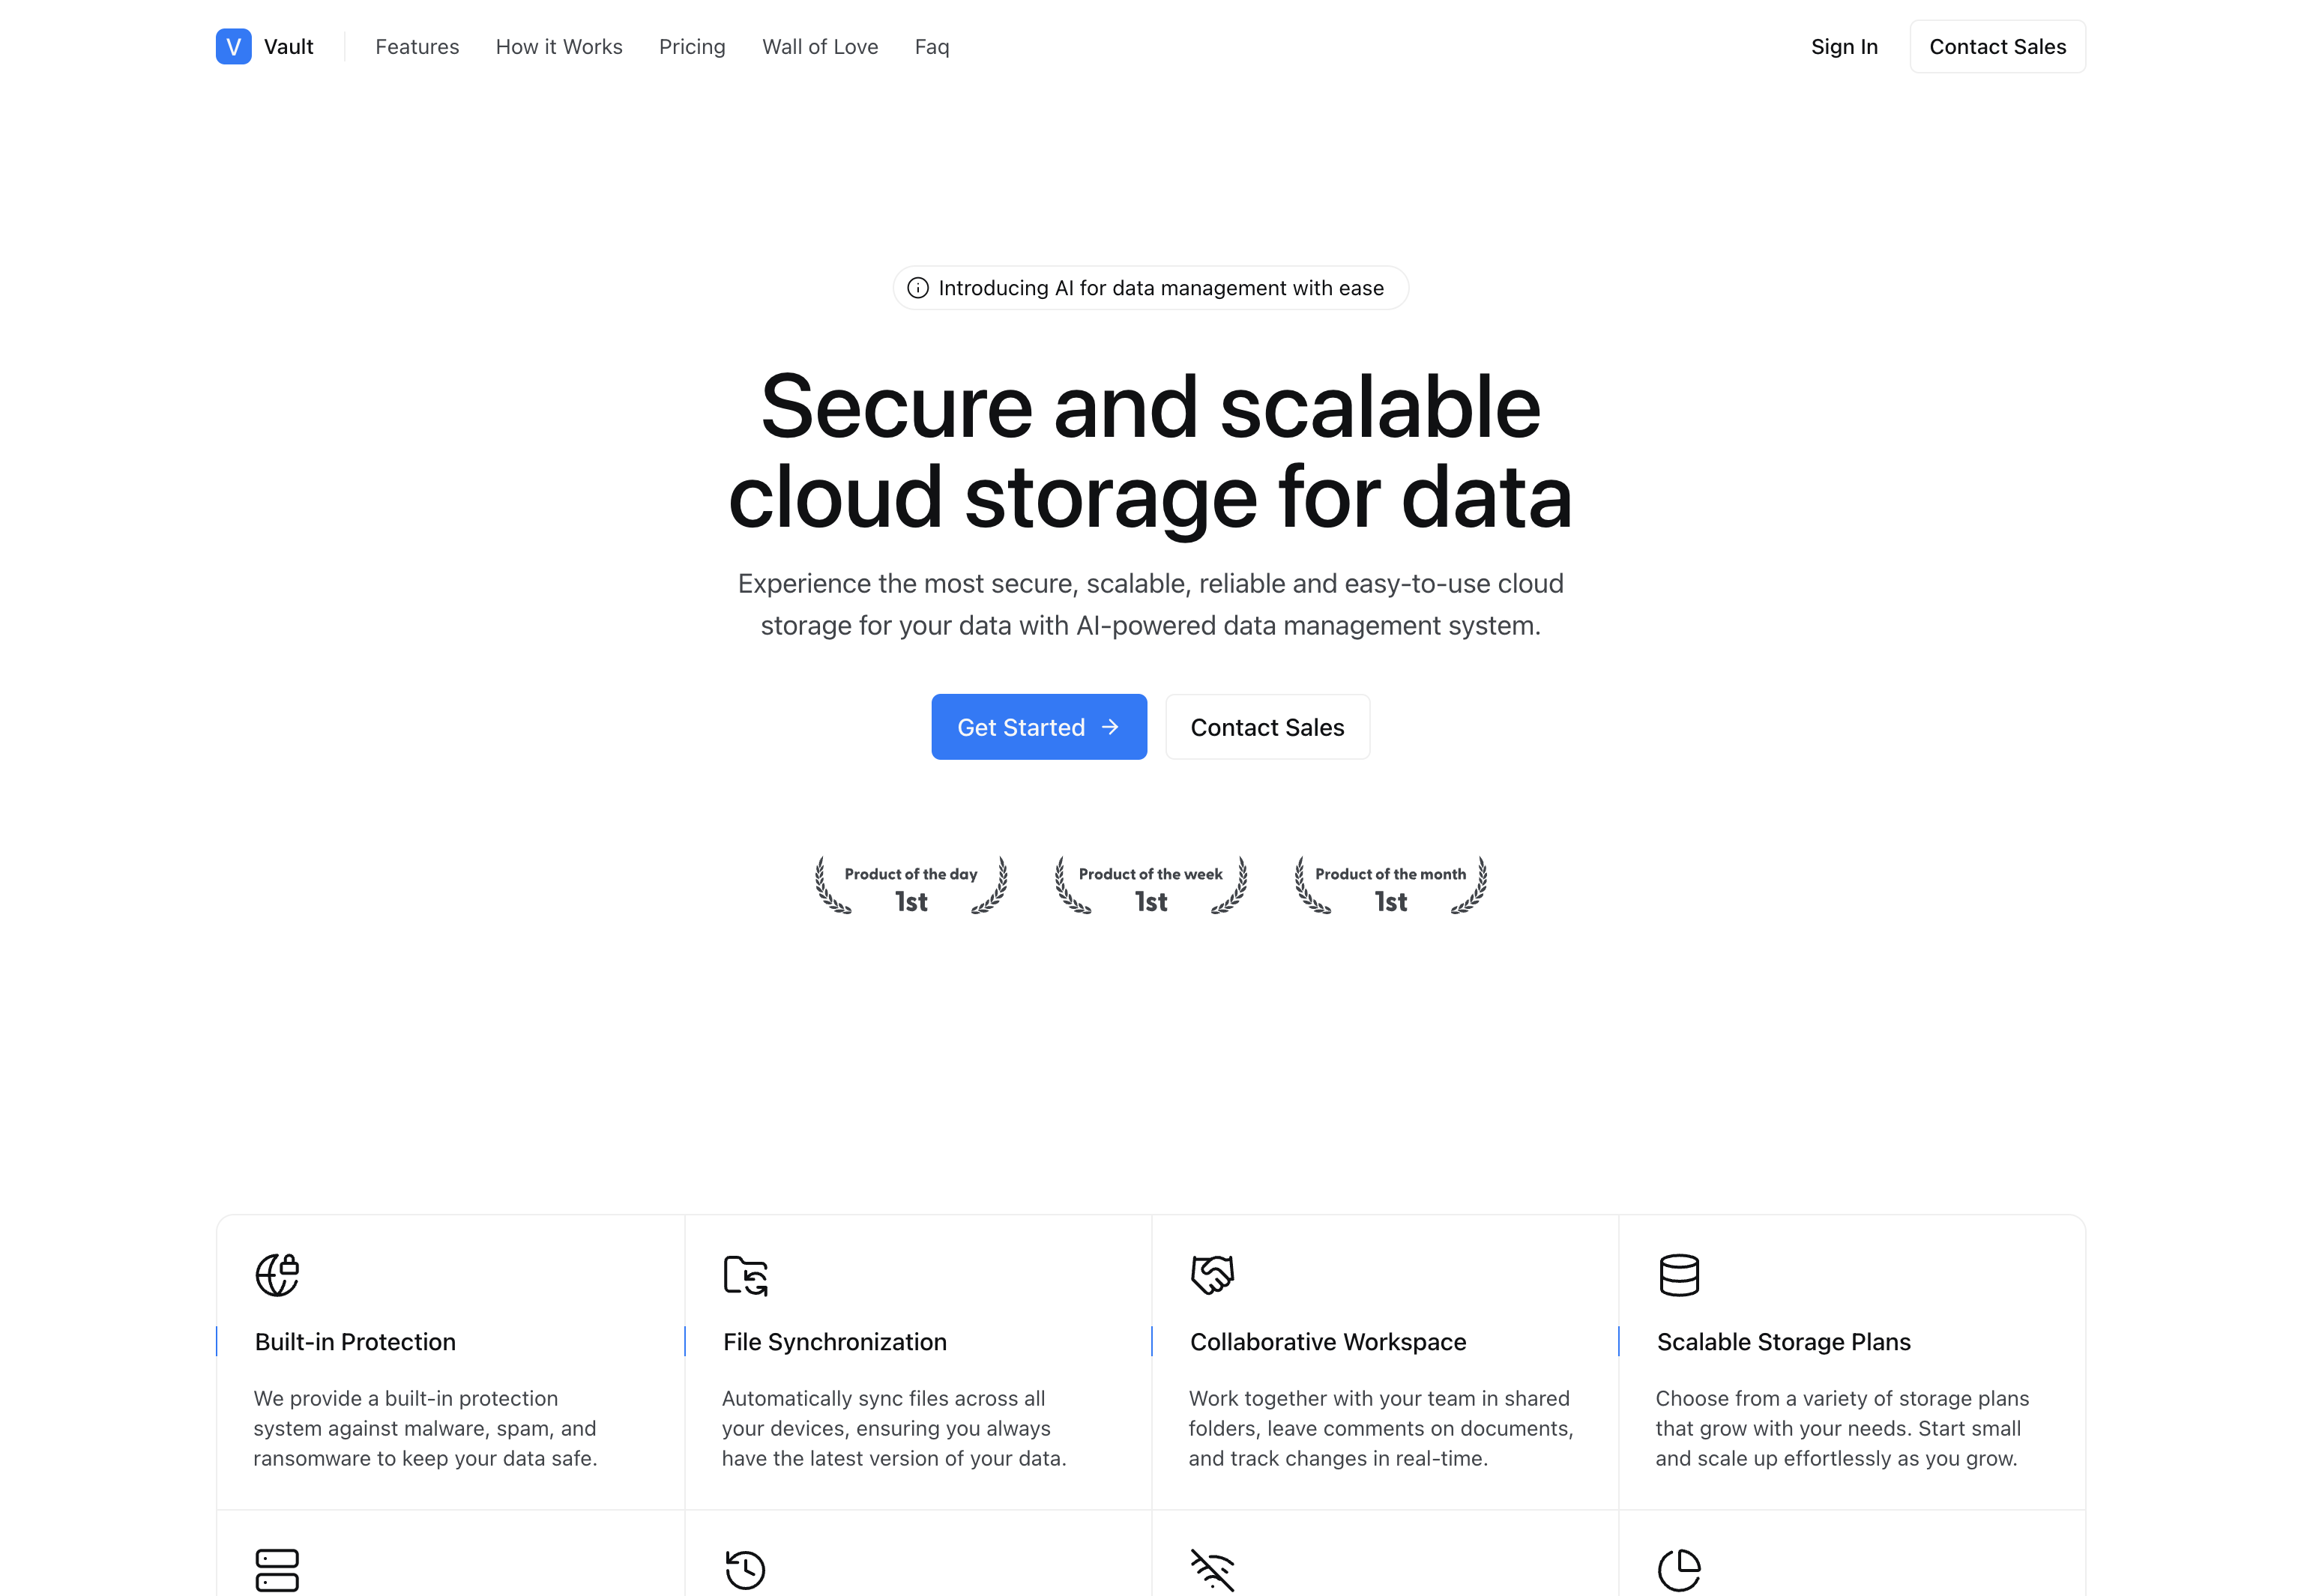 V Vault Features How it Works Pricing Wall of Love Faq Sign In Contact Sales
Introducing AI for data management with ease
Secure and scalable
cloud storage for data
Experience the most secure, scalable, reliable and easy-to-use cloud
storage for your data with AI-powered data management system.
Get Started Contact Sales
Product of the day
1st
Product of the week
1st
Product of the month
1st
Built-in Protection
We provide a built-in protection
system against malware, spam, and
ransomware to keep your data safe.
File Synchronization
Automatically sync files across all
your devices, ensuring you always
have the latest version of your data.
Collaborative Workspace
Work together with your team in shared
folders, leave comments on documents,
and track changes in real-time.
Scalable Storage Plans
Choose from a variety of storage plans
that grow with your needs. Start small
and scale up effortlessly as you grow.